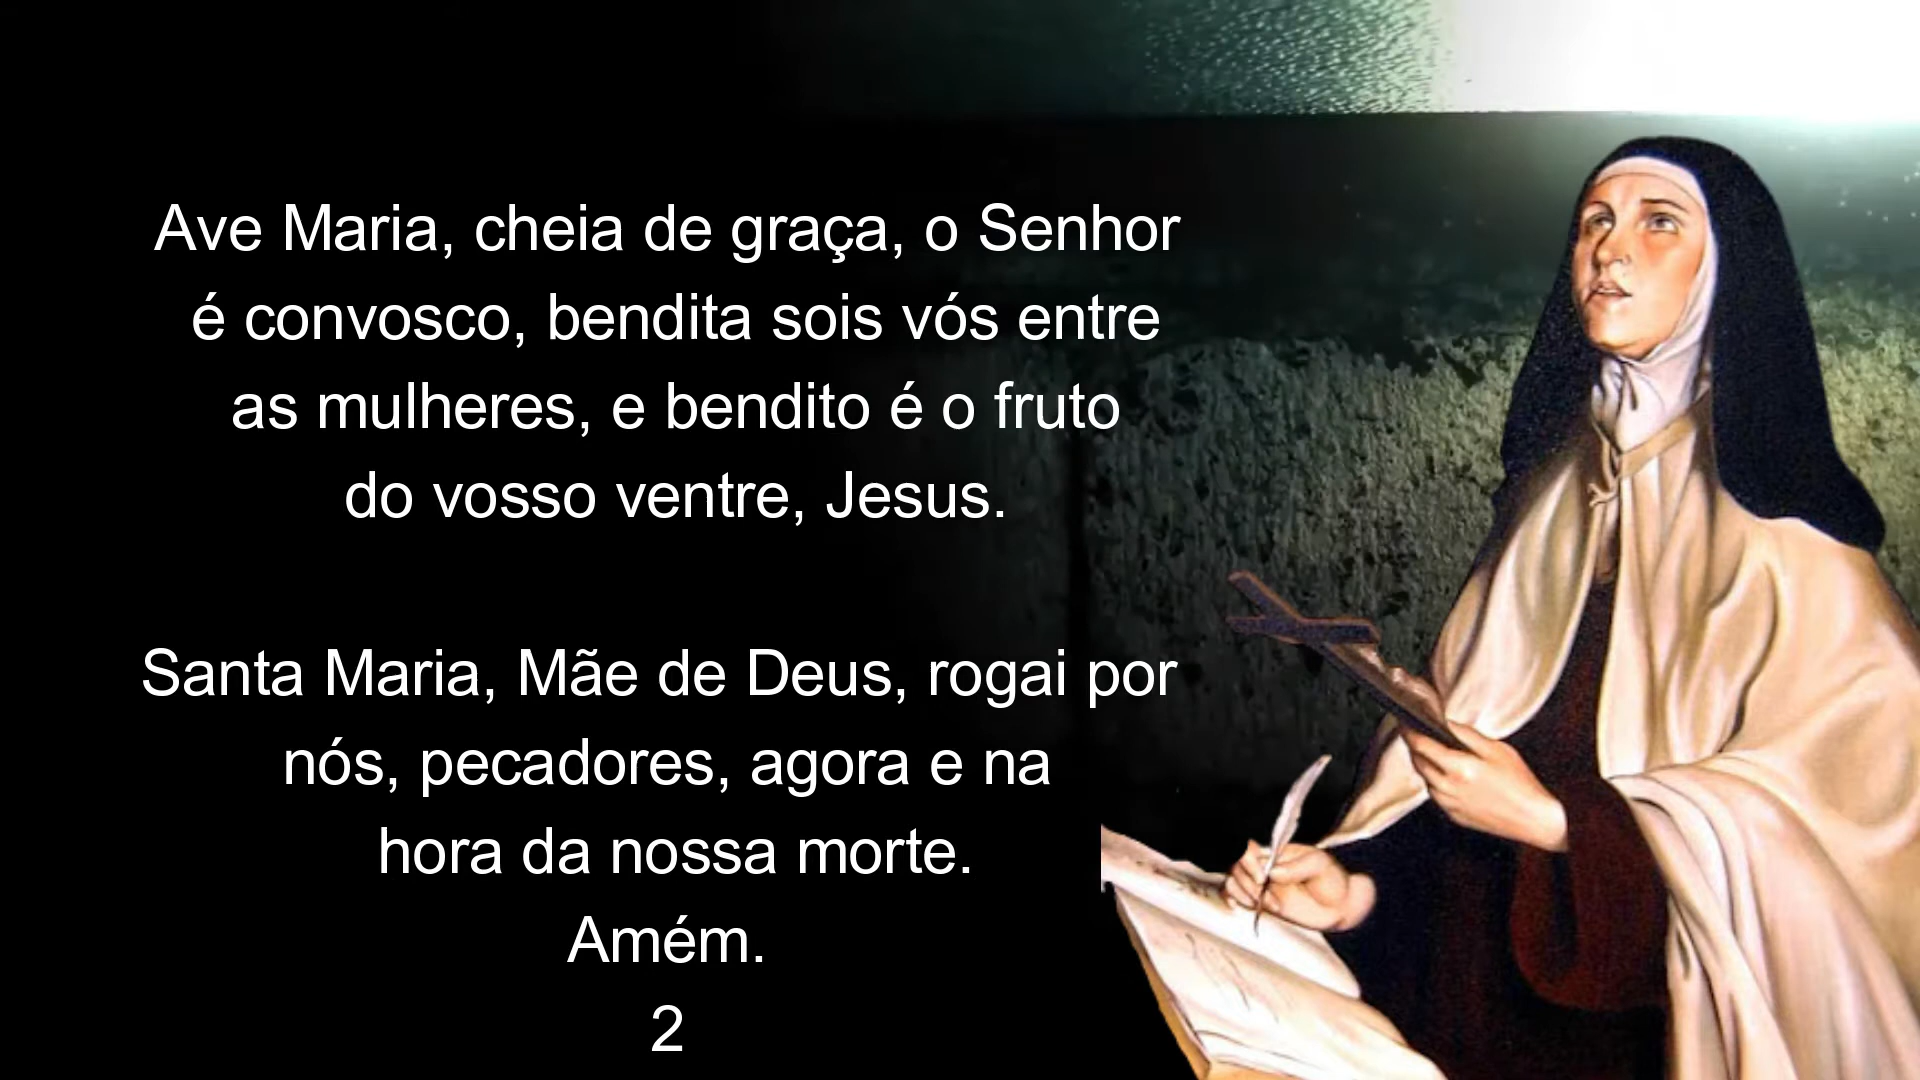 Ave Maria, cheia de graça, o Senhor
é convosco, bendita sois vós entre
as mulheres, e bendito é o fruto
do vosso ventre, Jesus.
Santa Maria, Mãe de Deus, rogai por
nós, pecadores, agora e na
hora da nossa morte.
Amém.
2